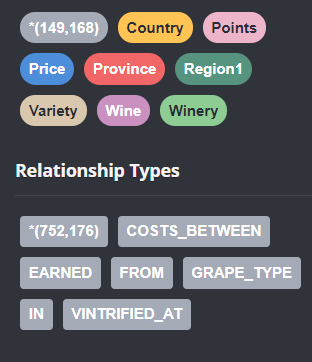 *(149,168) Country Points
Price Province Region1
Variety Wine Winery
Relationship Types
*(752,176) COSTS_BETWEEN
EARNED FROM GRAPE_TYPE
IN VINTRIFIED_AT